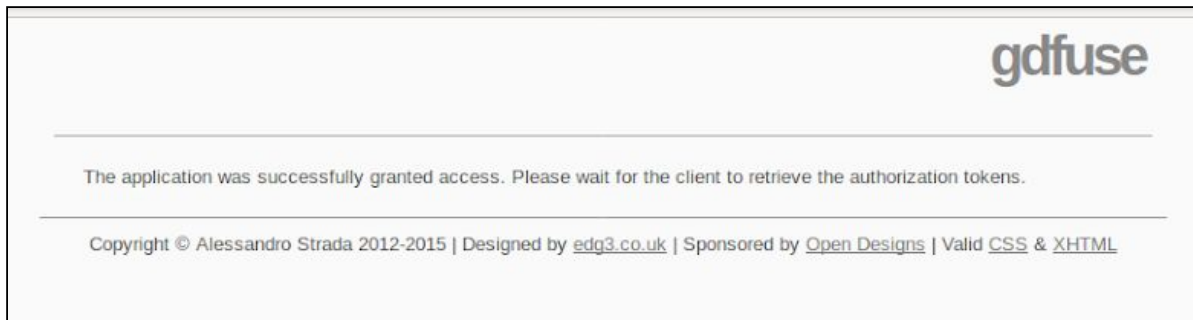 gdfuse
The application was successfully granted access. Please wait for the client to retrieve the authorization tokens.
Copyright © Alessandro Strada 2012-2015 | Designed by edg3.co.uk | Sponsored by Open Designs | Valid CSS & XHTML